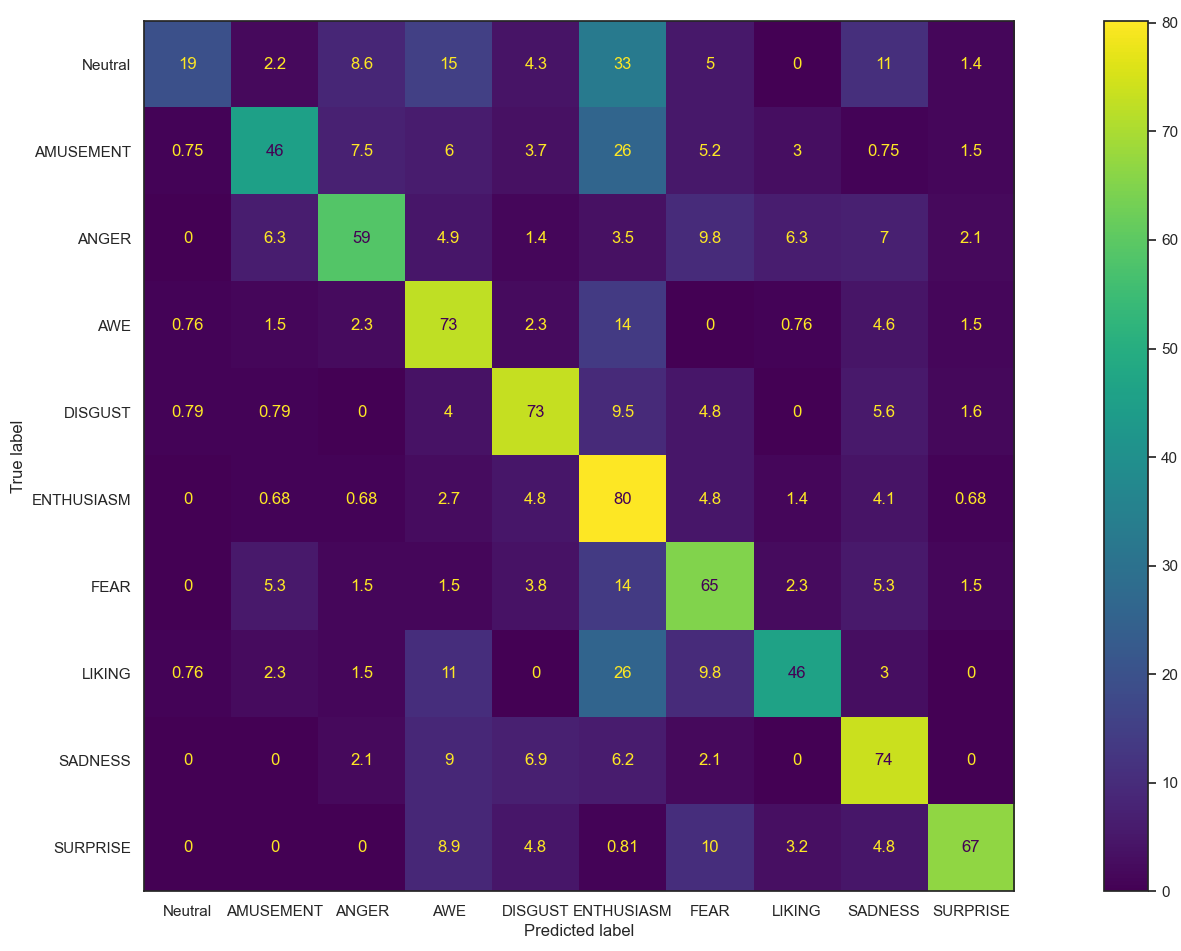 Neutral 19 2.2 8.6 15 4.3 33 5 0 11 1.4
AMUSEMENT 0.75 46 7.5 6 3.7 26 5.2 3 0.75 1.5
ANGER 0 6.3 59 4.9 1.4 3.5 9.8 6.3 7 2.1
AWE 0.76 1.5 2.3 73 2.3 14 0 0.76 4.6 1.5
DISGUST 0.79 0.79 0 4 73 9.5 4.8 0 5.6 1.6
ENTHUSIASM 0 0.68 0.68 2.7 4.8 80 4.8 1.4 4.1 0.68
FEAR 0 5.3 1.5 1.5 3.8 14 65 2.3 5.3 1.5
LIKING 0.76 2.3 1.5 11 0 26 9.8 46 3 0
SADNESS 0 0 2.1 9 6.9 6.2 2.1 0 74 0
SURPRISE 0 0 0 8.9 4.8 0.81 10 3.2 4.8 67
Neutral AMUSEMENT ANGER AWE DISGUST ENTHUSIASM FEAR LIKING SADNESS SURPRISE
Predicted label
True label
80
70
60
50
40
30
20
10
0